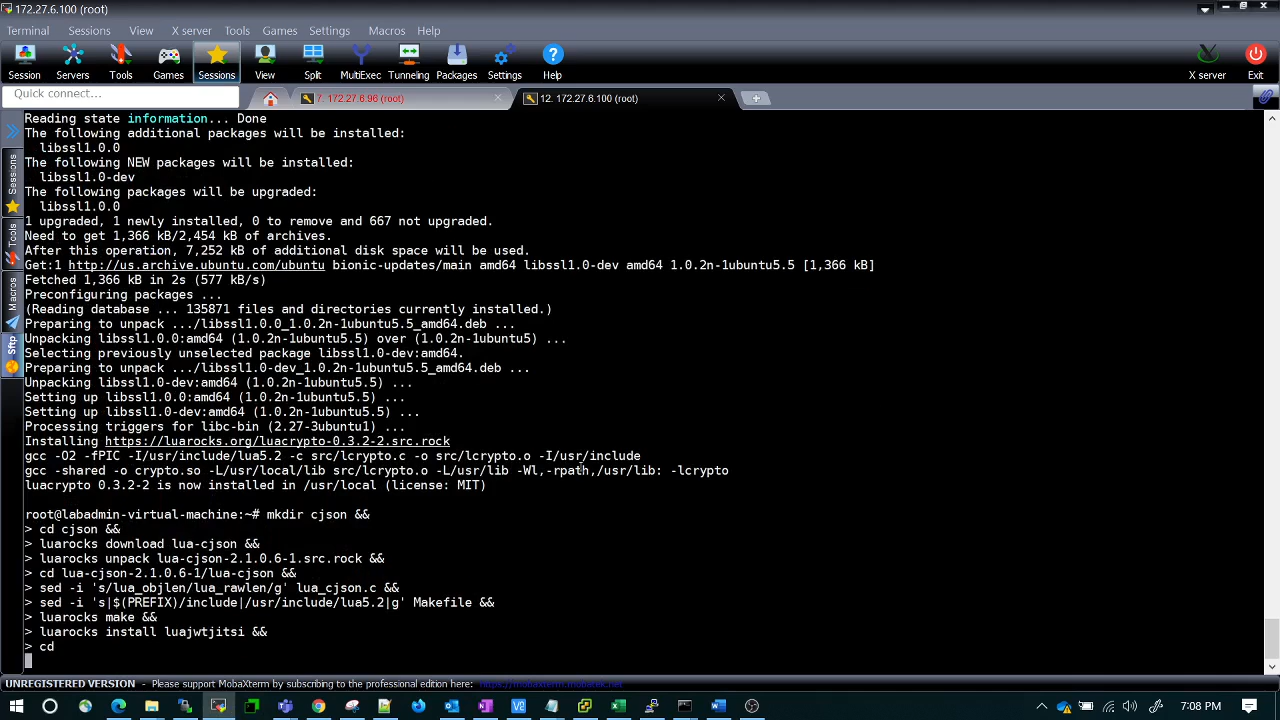 172.27.6.100 (root)
Terminal Sessions View X server Tools Games Settings Macros Help
Session Servers Tools Games Sessions View Split MultiExec Tunneling Packages Settings Help X server Exit
Quick connect...
7. 172.27.6.96 (root)
12. 172.27.6.100 (root)
Sessions
Tools
Macros
Sftp
Reading state information... Done
The following additional packages will be installed:
libssl1.0.0
The following NEW packages will be installed:
libssl1.0-dev
The following packages will be upgraded:
libssl1.0.0
1 upgraded, 1 newly installed, 0 to remove and 667 not upgraded.
Need to get 1,366 kB/2,454 kB of archives.
After this operation, 7,252 kB of additional disk space will be used.
Get:1 http://us.archive.ubuntu.com/ubuntu bionic-updates/main amd64 libssl1.0-dev amd64 1.0.2n-1ubuntu5.5 [1,366 kB]
Fetched 1,366 kB in 2s (577 kB/s)
Preconfiguring packages ...
(Reading database ... 135871 files and directories currently installed.)
Preparing to unpack .../libssl1.0.0_1.0.2n-1ubuntu5.5_amd64.deb ...
Unpacking libssl1.0.0:amd64 (1.0.2n-1ubuntu5.5) over (1.0.2n-1ubuntu5) ...
Selecting previously unselected package libssl1.0-dev:amd64.
Preparing to unpack .../libssl1.0-dev_1.0.2n-1ubuntu5.5_amd64.deb ...
Unpacking libssl1.0-dev:amd64 (1.0.2n-1ubuntu5.5) ...
Setting up libssl1.0.0:amd64 (1.0.2n-1ubuntu5.5) ...
Setting up libssl1.0-dev:amd64 (1.0.2n-1ubuntu5.5) ...
Processing triggers for libc-bin (2.27-3ubuntu1) ...
Installing https://luarocks.org/luacrypto-0.3.2-2.src.rock
gcc -O2 -fPIC -I/usr/include/lua5.2 -c src/lcrypto.c -o src/lcrypto.o -I/usr/include
gcc -shared -o crypto.so -L/usr/local/lib src/lcrypto.o -L/usr/lib -Wl,-rpath,/usr/lib: -lcrypto
luacrypto 0.3.2-2 is now installed in /usr/local (license: MIT)
root@labadmin-virtual-machine:~# mkdir cjson &&
> cd cjson &&
> luarocks download lua-cjson &&
> luarocks unpack lua-cjson-2.1.0.6-1.src.rock &&
> cd lua-cjson-2.1.0.6-1/lua-cjson &&
> sed -i 's/lua_objlen/lua_rawlen/g' lua_cjson.c &&
> sed -i 's|$(PREFIX)/include|/usr/include/lua5.2|g' Makefile &&
> luarocks make &&
> luarocks install luajwtjitsi &&
> cd
UNREGISTERED VERSION - Please support MobaXterm by subscribing to the professional edition here: https://mobaxterm.mobatek.net
7:08 PM